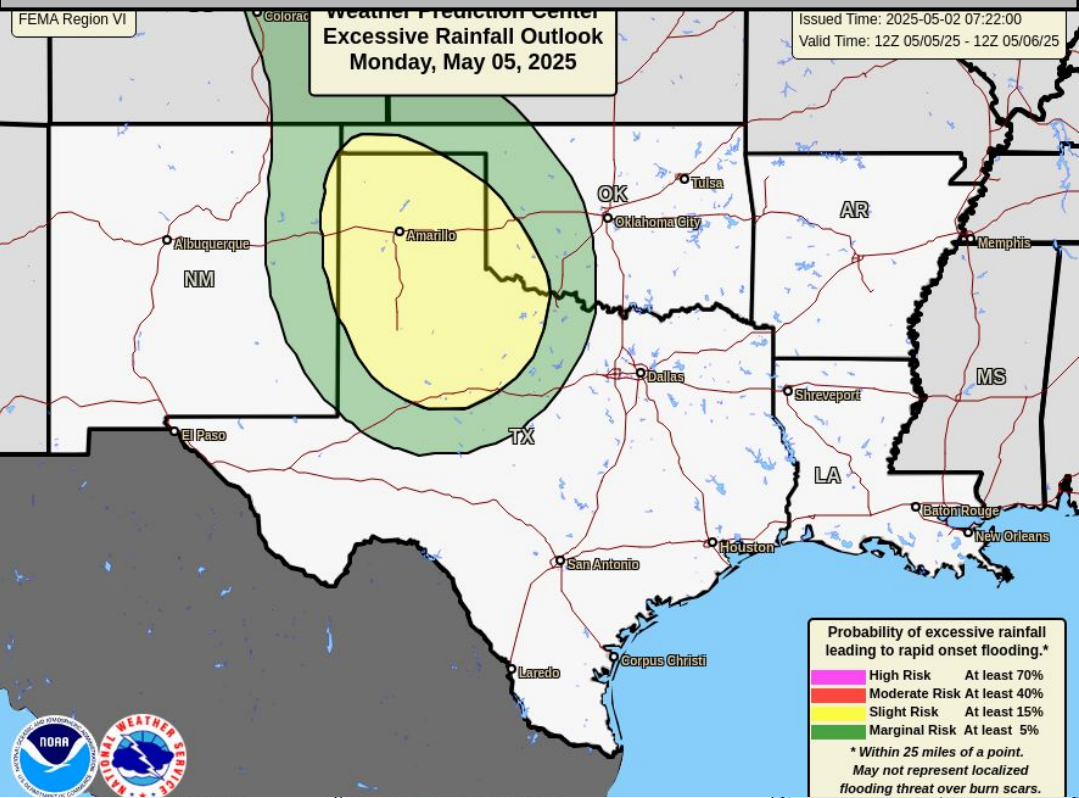 FEMA Region VI
Weather Prediction Center
Excessive Rainfall Outlook
Monday, May 05, 2025
Issued Time: 2025-05-02 07:22:00
Valid Time: 12Z 05/05/25 - 12Z 05/06/25
Colorad
OK
Tulsa
Oklahoma City
AR
Amarillo
Albuquerque
Memphis
NM
Dallas
MS
Shreveport
El Paso
TX
LA
Baton Rouge
New Orleans
Houston
San Antonio
Corpus Christi
Laredo
Probability of excessive rainfall
leading to rapid onset flooding.*
High Risk At least 70%
Moderate Risk At least 40%
Slight Risk At least 15%
Marginal Risk At least 5%
* Within 25 miles of a point.
May not represent localized
flooding threat over burn scars.
NOAA
NATIONAL WEATHER SERVICE